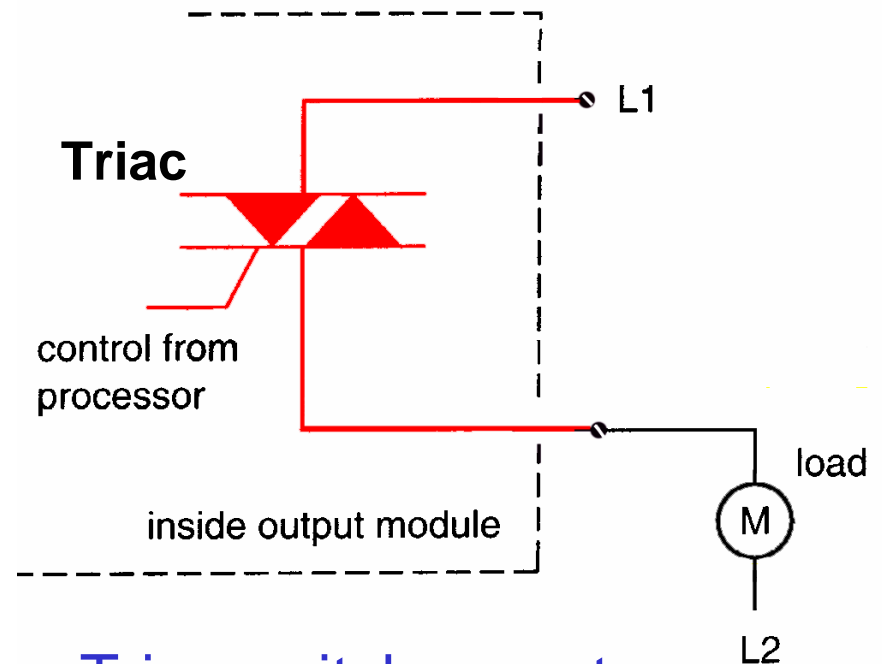 L1
Triac
control from
processor
load
M
inside output module
L2